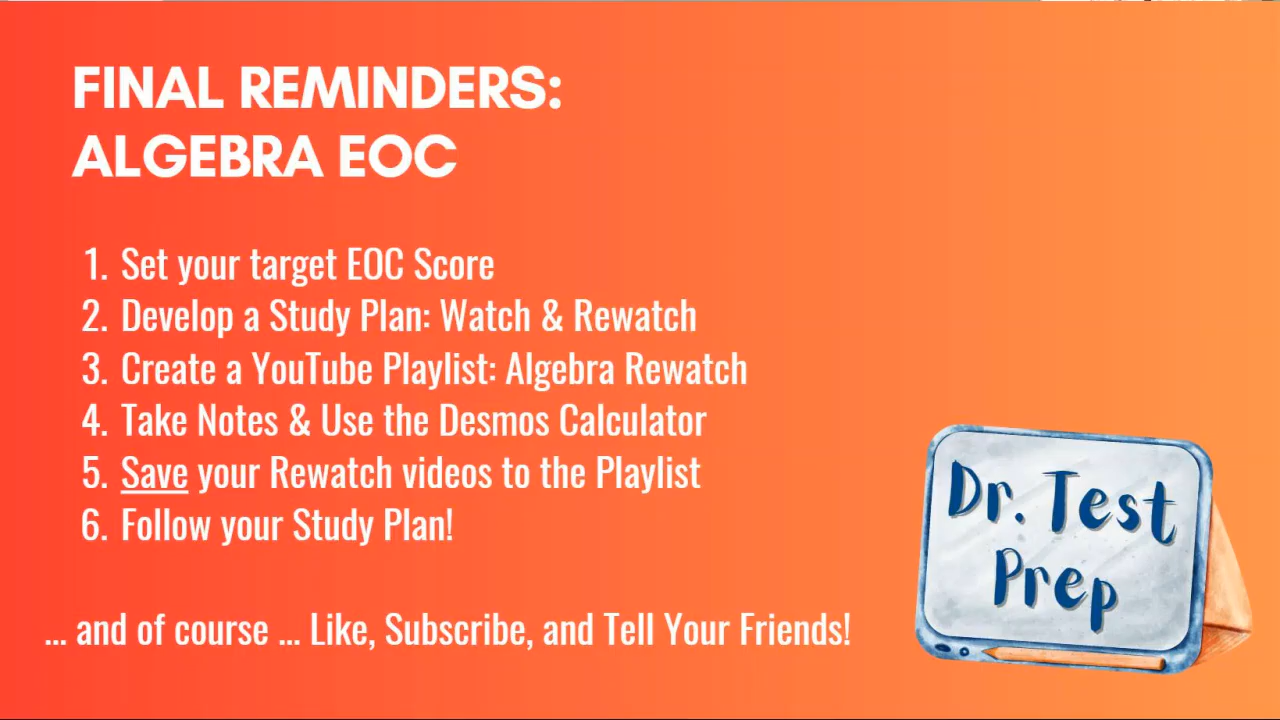 FINAL REMINDERS:
ALGEBRA EOC
1. Set your target EOC Score
2. Develop a Study Plan: Watch & Rewatch
3. Create a YouTube Playlist: Algebra Rewatch
4. Take Notes & Use the Desmos Calculator
5. Save your Rewatch videos to the Playlist
6. Follow your Study Plan!
... and of course ... Like, Subscribe, and Tell Your Friends!
Dr. Test
Prep